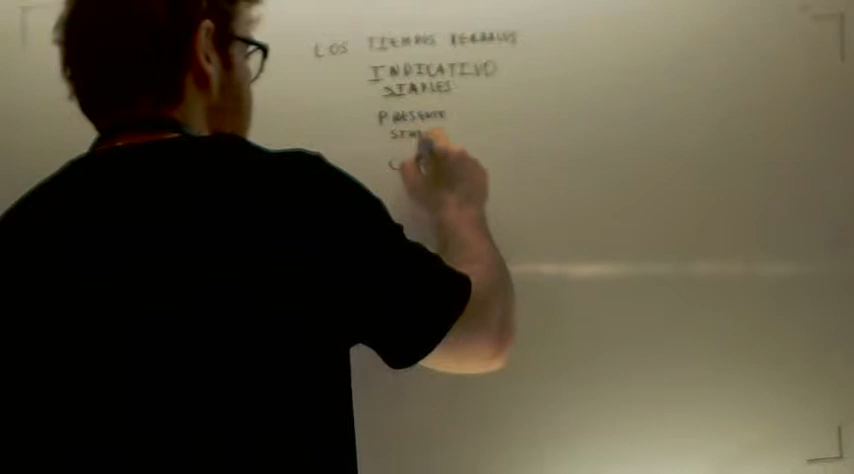 LOS TIEMPOS VERBALES
INDICATIVO
SIMPLES
PRESENTE